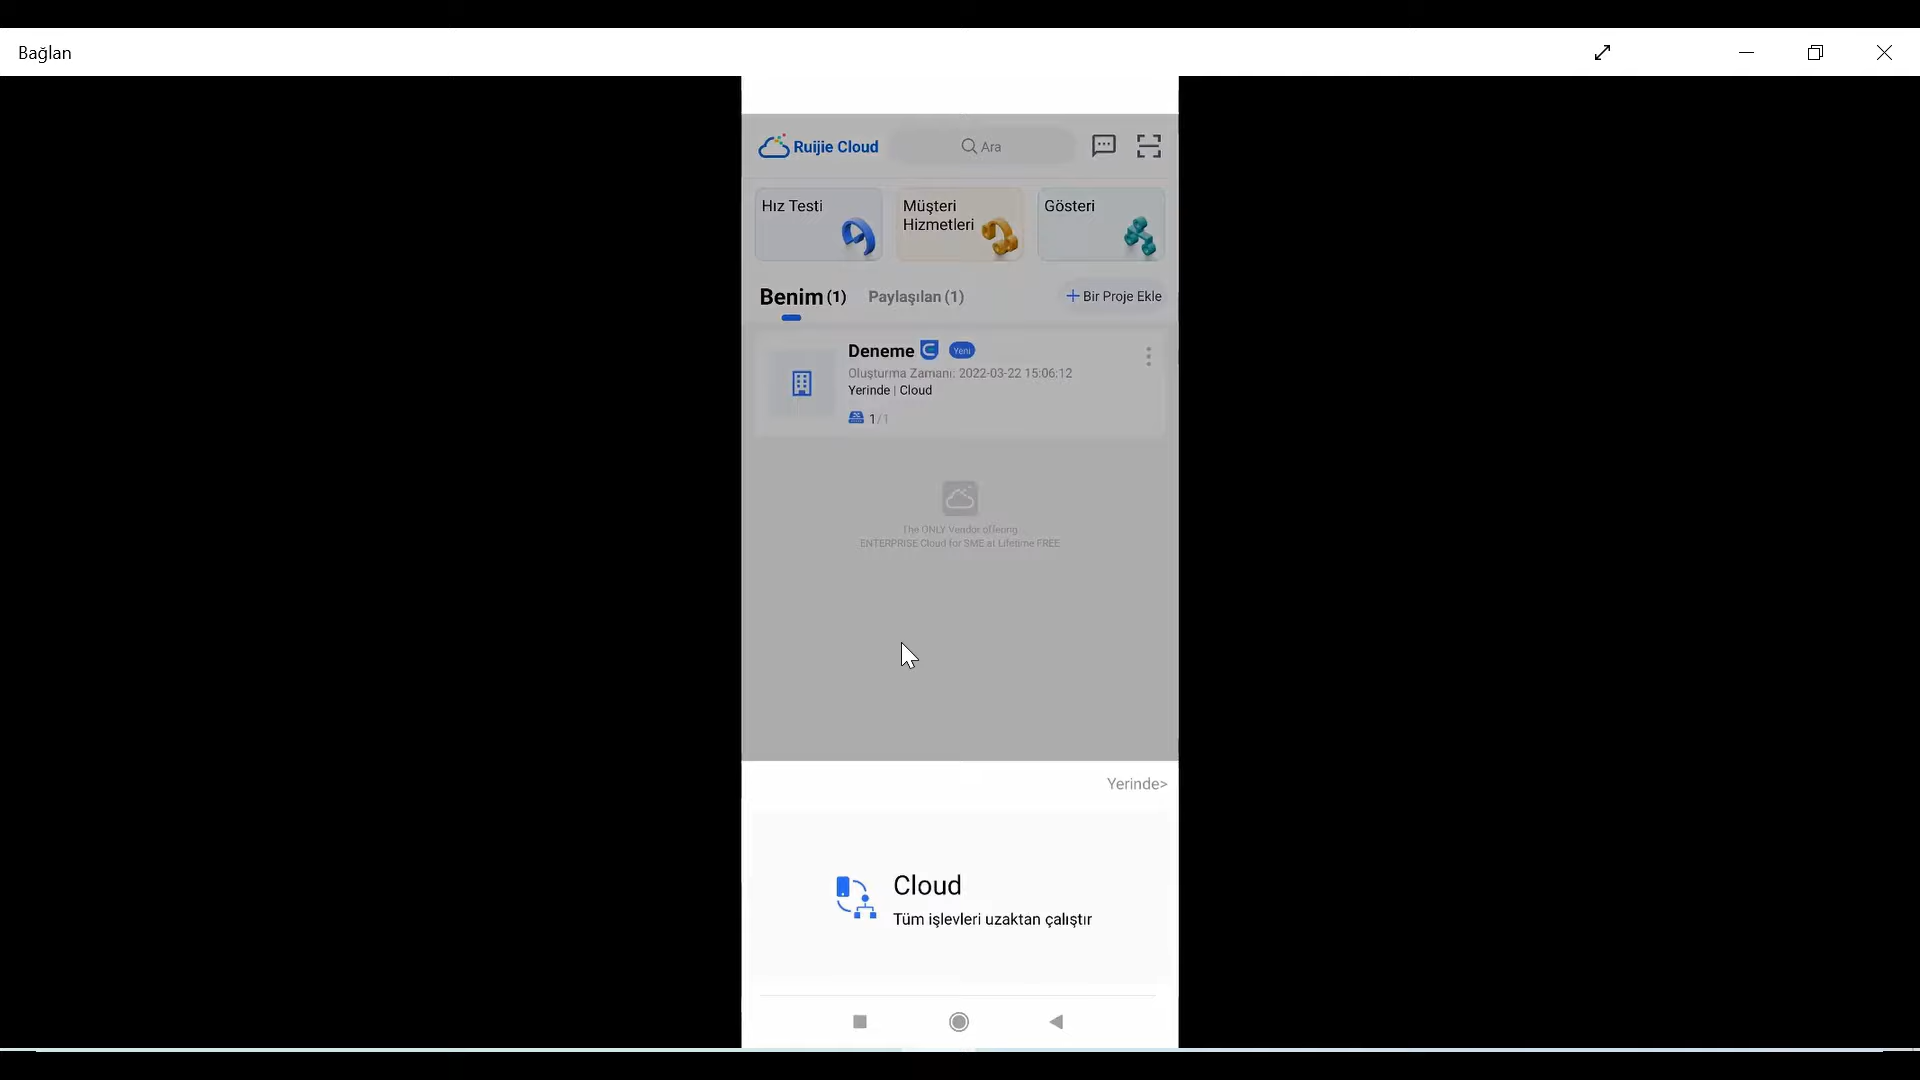 Bağlan
Ruijie Cloud
Ara
Hız Testi
Müşteri
Hizmetleri
Gösteri
Benim (1)
Paylaşılan (1)
+ Bir Proje Ekle
Deneme
Yeni
Oluşturma Zamanı: 2022-03-22 15:06:12
Yerinde | Cloud
1/1
The ONLY Vendor offering
ENTERPRISE Cloud for SME at Lifetime FREE
Yerinde>
Cloud
Tüm işlevleri uzaktan çalıştır